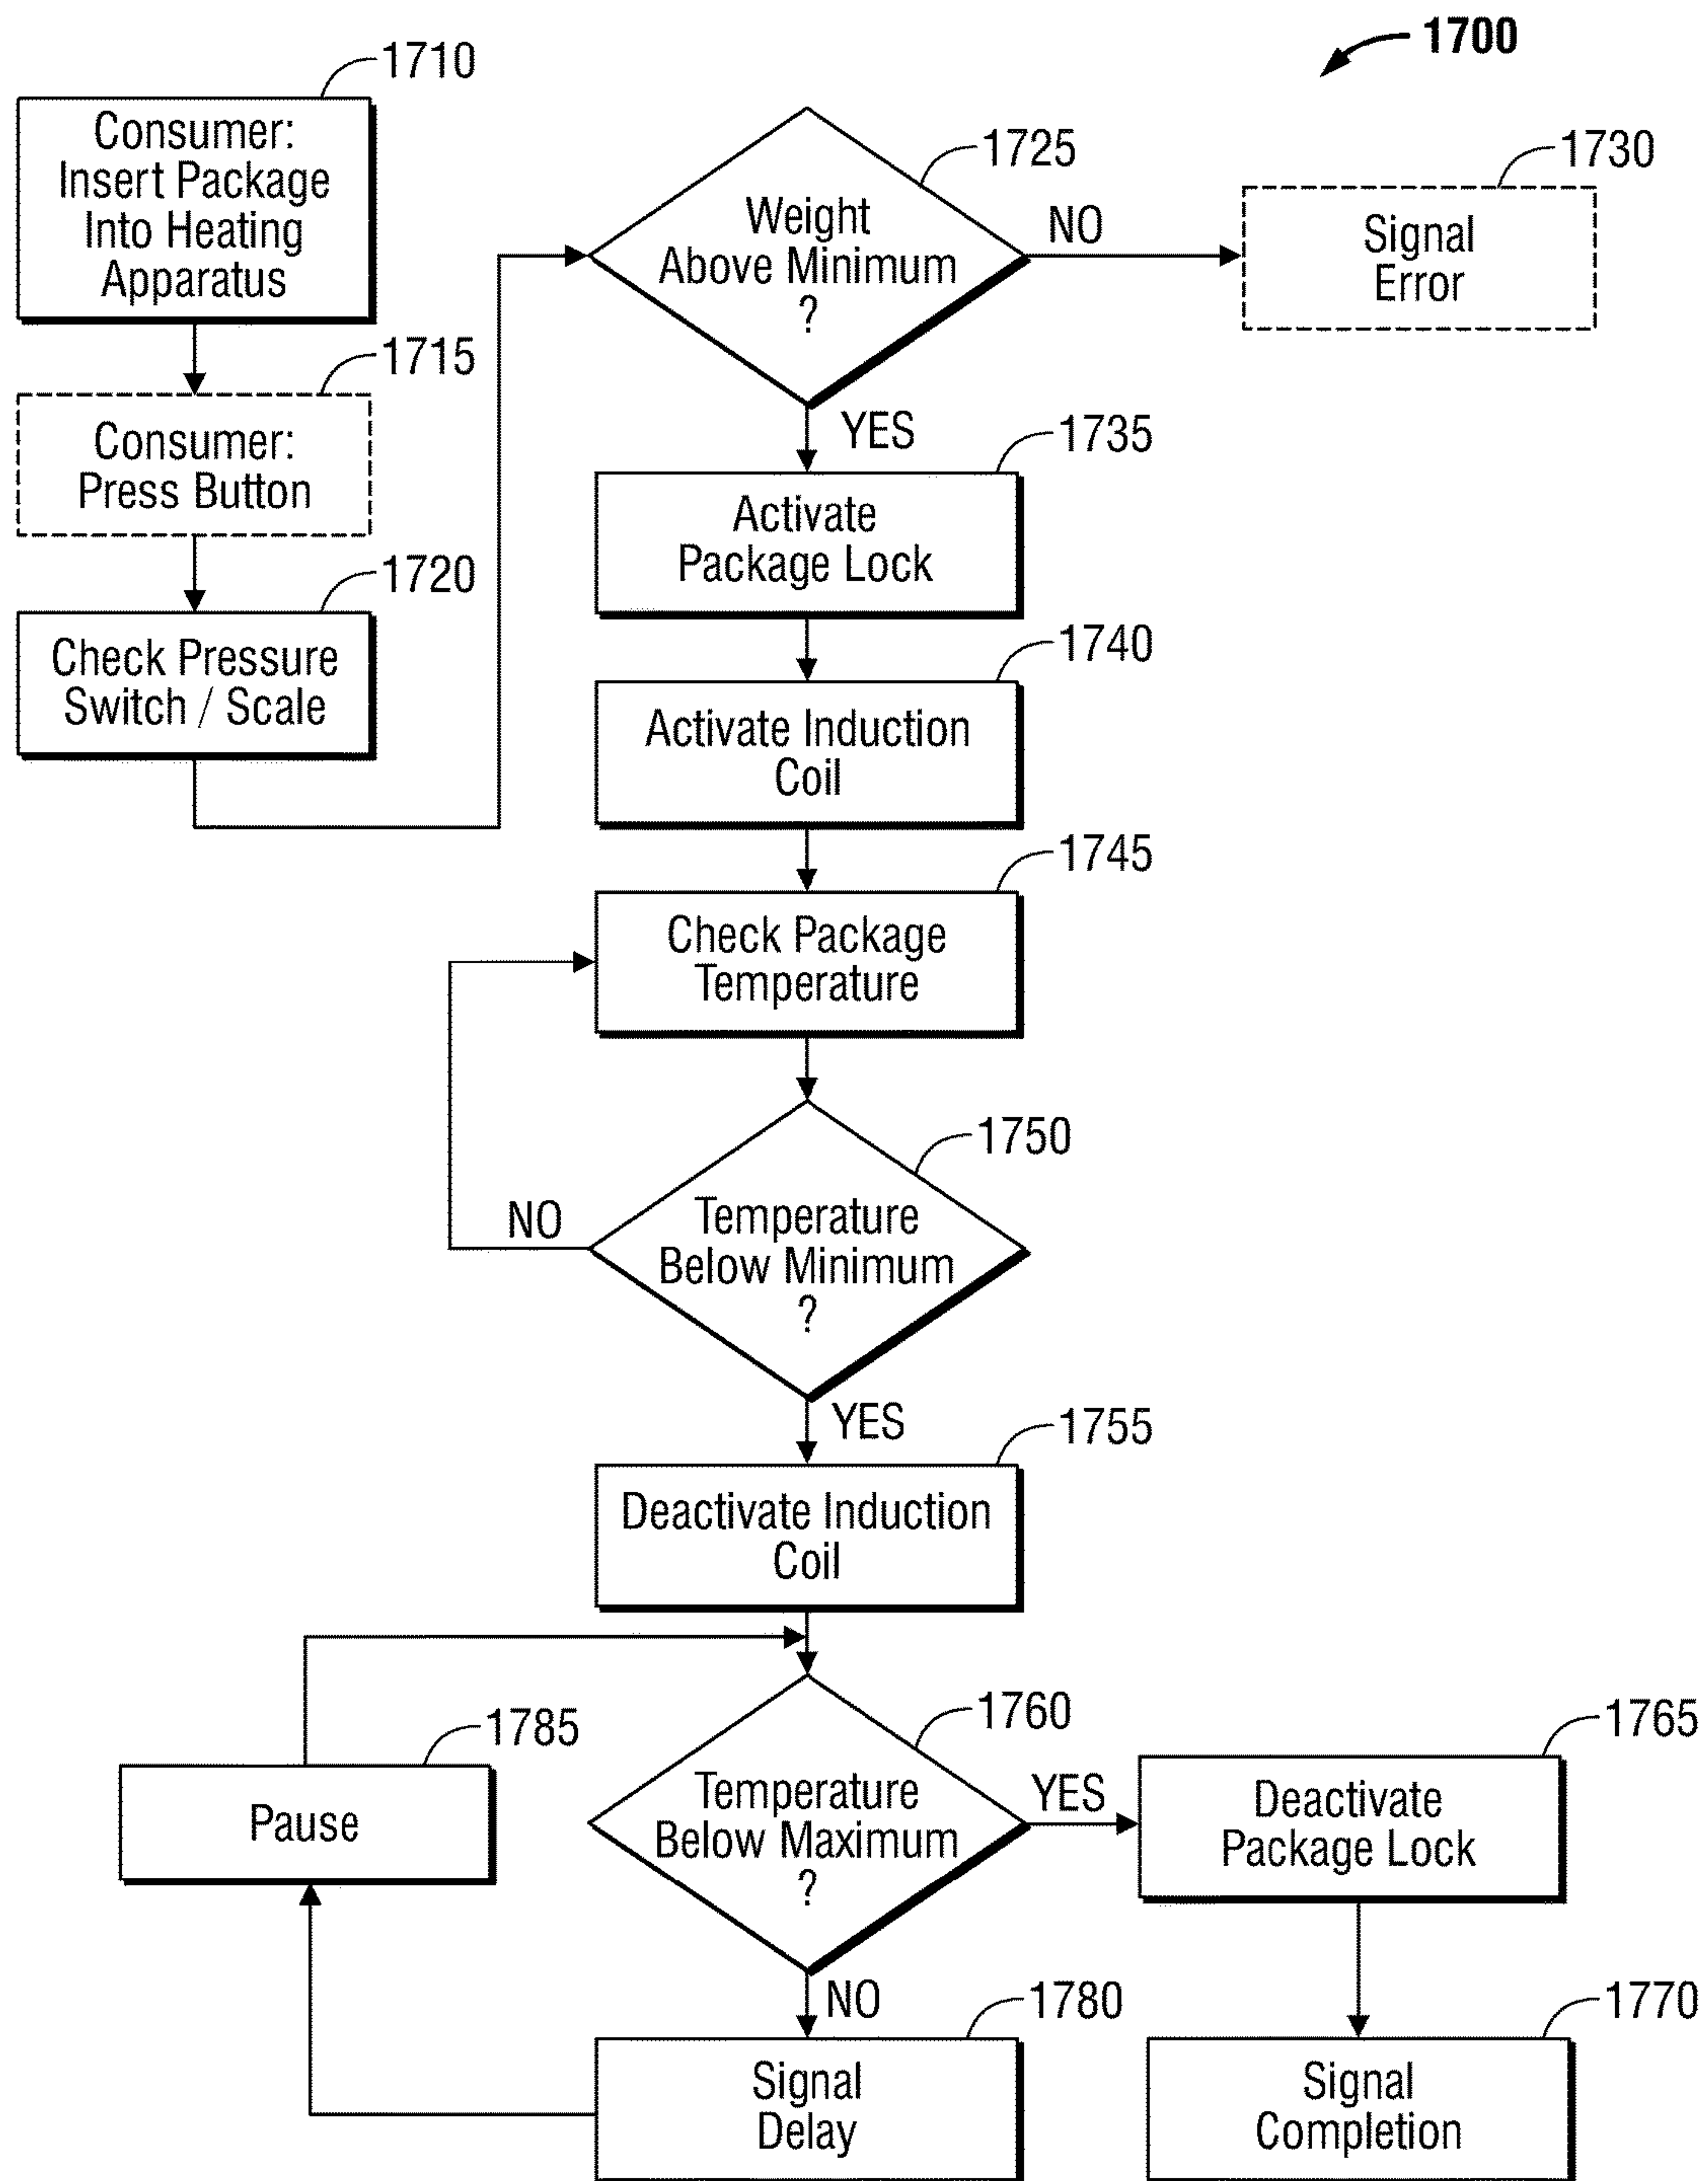 1700
1710
Consumer:
Insert Package
Into Heating
Apparatus
1715
Consumer:
Press Button
1720
Check Pressure
Switch / Scale
1725
Weight
Above Minimum
?
NO
1730
Signal
Error
YES
1735
Activate
Package Lock
1740
Activate Induction
Coil
1745
Check Package
Temperature
1750
Temperature
Below Minimum
?
NO
YES
1755
Deactivate Induction
Coil
1760
Temperature
Below Maximum
?
YES
1765
Deactivate
Package Lock
1770
Signal
Completion
NO
1780
Signal
Delay
1785
Pause